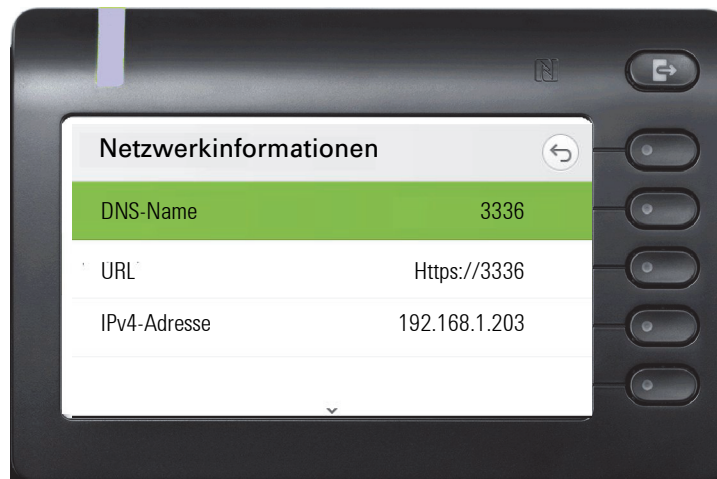 Netzwerkinformationen
DNS-Name 3336
URL Https://3336
IPv4-Adresse 192.168.1.203